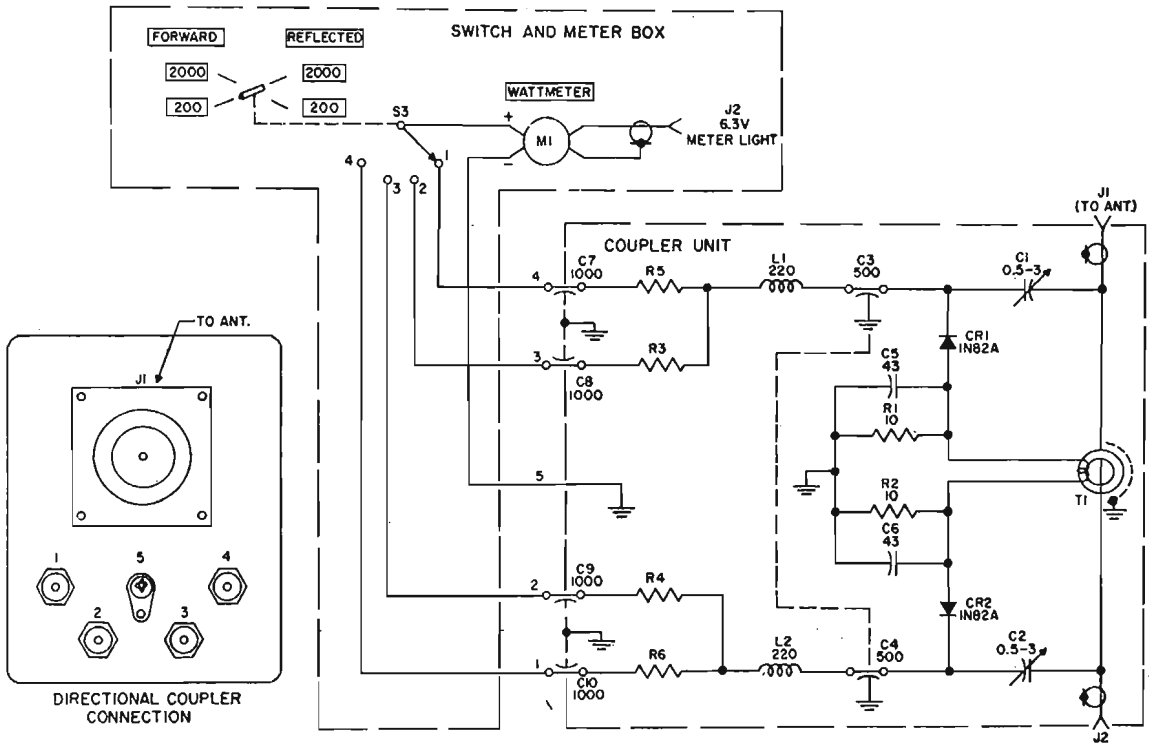 SWITCH AND METER BOX
FORWARD
REFLECTED
2000
2000
200
200
S3
WATTMETER
+
-
M1
J2
6.3V
METER LIGHT
4
3
2
1
J1
(TO ANT)
COUPLER UNIT
4
C7
1000
R5
L1
220
C3
500
C1
0.5-3
3
C8
1000
R3
CR1
1N82A
C5
43
R1
10
R2
10
C6
43
T1
5
2
C9
1000
R4
CR2
1N82A
1
C10
1000
R6
L2
220
C4
500
C2
0.5-3
J2
TO ANT.
J1
1
5
4
2
3
DIRECTIONAL COUPLER
CONNECTION